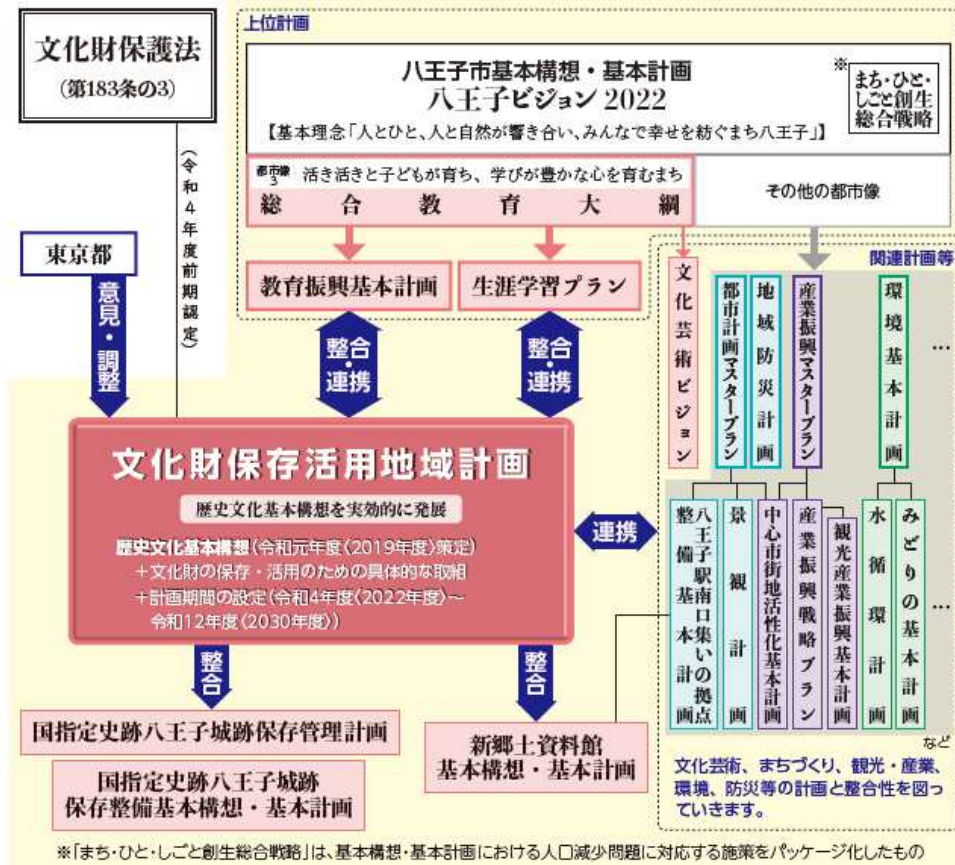 文化財保護法
(第183条の3)
(令和4年度前期認定)
上位計画
八王子市基本構想・基本計画
八王子ビジョン 2022
【基本理念「人とひと、人と自然が響き合い、みんなで幸せを紡ぐまち八王子」】
※
まち・ひと・
しごと創生
総合戦略
都市像
3
活き活きと子どもが育ち、学びが豊かな心を育むまち
総合教育大綱
その他の都市像
東京都
意見・調整
教育振興基本計画
生涯学習プラン
整合・連携
整合・連携
関連計画等
文化芸術ビジョン
都市計画マスタープラン
地域防災計画
産業振興マスタープラン
環境基本計画
…
文化財保存活用地域計画
歴史文化基本構想を実効的に発展
歴史文化基本構想(令和元年度〈2019年度〉策定)
+文化財の保存・活用のための具体的な取組
+計画期間の設定(令和4年度〈2022年度〉～
令和12年度〈2030年度〉)
連携
八王子駅南口集いの拠点
整備基本計画
景観計画
中心市街地活性化基本計画
産業振興戦略プラン
観光産業振興基本計画
水循環計画
みどりの基本計画
…
など
整合
整合
国指定史跡八王子城跡保存管理計画
国指定史跡八王子城跡
保存整備基本構想・基本計画
新郷土資料館
基本構想・基本計画
文化芸術、まちづくり、観光・産業、
環境、防災等の計画と整合性を図っ
ていきます。
※「まち・ひと・しごと創生総合戦略」は、基本構想・基本計画における人口減少問題に対応する施策をパッケージ化したもの